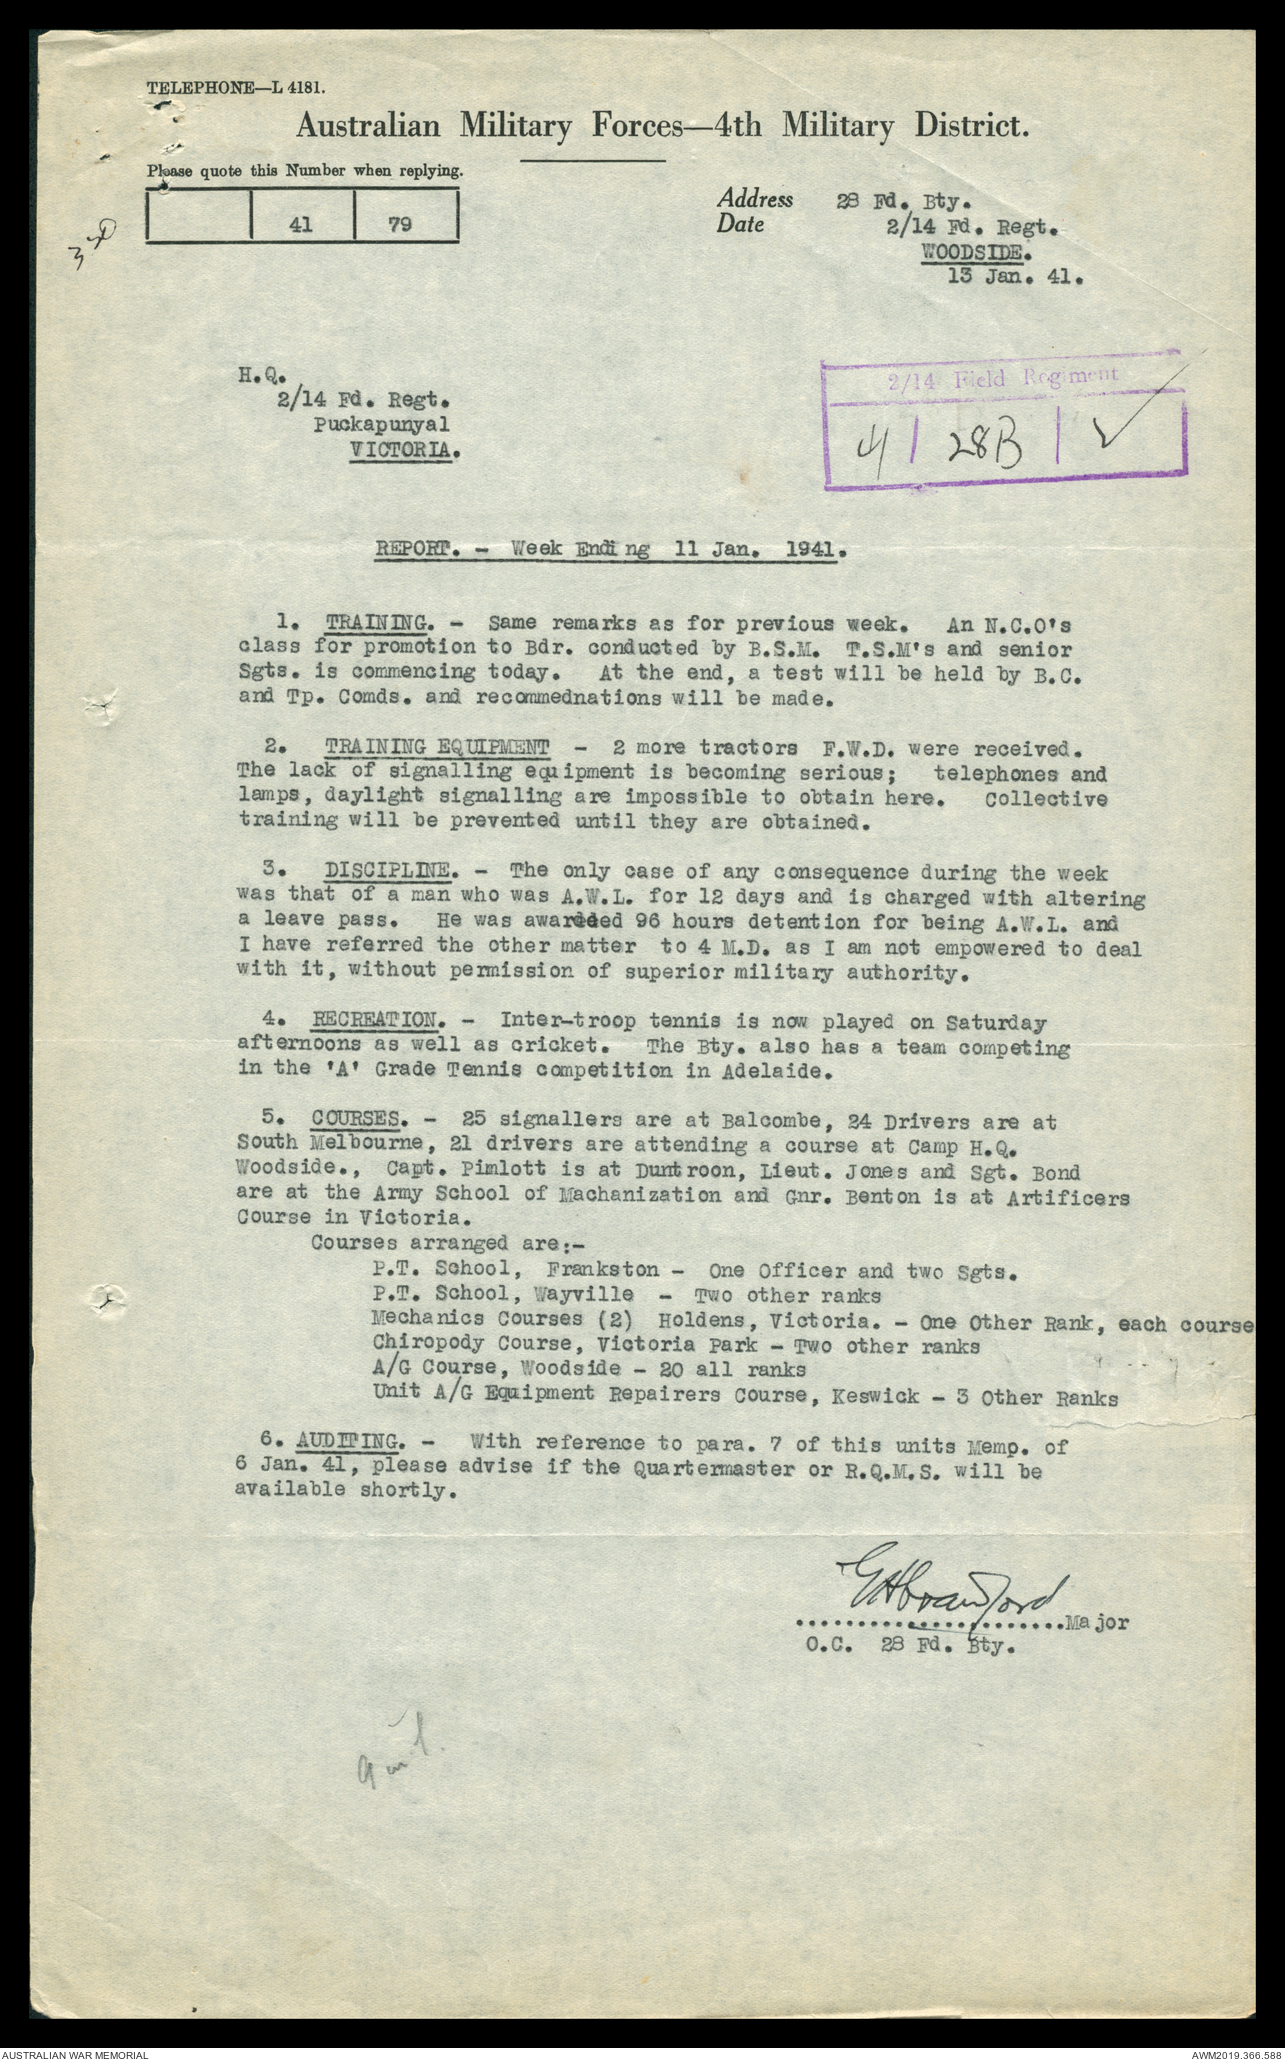 TELEPHONE—L 4181.
Australian Military Forces—4th Military District.
Please quote this Number when replying.
41 79
Address 28 Fd. Bty.
Date 2/14 Fd. Regt.
WOODSIDE.
13 Jan. 41.
H.Q.
2/14 Fd. Regt.
Puckapunyal
VICTORIA.
2/14 Field Regiment
4 | 28B | ✓
REPORT. - Week Ending 11 Jan. 1941.
1. TRAINING. - Same remarks as for previous week. An N.C.O's
class for promotion to Bdr. conducted by B.S.M. T.S.M's and senior
Sgts. is commencing today. At the end, a test will be held by B.C.
and Tp. Comds. and recommednations will be made.
2. TRAINING EQUIPMENT - 2 more tractors F.W.D. were received.
The lack of signalling equipment is becoming serious; telephones and
lamps, daylight signalling are impossible to obtain here. Collective
training will be prevented until they are obtained.
3. DISCIPLINE. - The only case of any consequence during the week
was that of a man who was A.W.L. for 12 days and is charged with altering
a leave pass. He was awarded 96 hours detention for being A.W.L. and
I have referred the other matter to 4 M.D. as I am not empowered to deal
with it, without permission of superior military authority.
4. RECREATION. - Inter-troop tennis is now played on Saturday
afternoons as well as cricket. The Bty. also has a team competing
in the 'A' Grade Tennis competition in Adelaide.
5. COURSES. - 25 signallers are at Balcombe, 24 Drivers are at
South Melbourne, 21 drivers are attending a course at Camp H.Q.
Woodside., Capt. Pimlott is at Duntroon, Lieut. Jones and Sgt. Bond
are at the Army School of Machanization and Gnr. Benton is at Artificers
Course in Victoria.
Courses arranged are:-
P.T. School, Frankston - One Officer and two Sgts.
P.T. School, Wayville - Two other ranks
Mechanics Courses (2) Holdens, Victoria. - One Other Rank, each course
Chiropody Course, Victoria Park - Two other ranks
A/G Course, Woodside - 20 all ranks
Unit A/G Equipment Repairers Course, Keswick - 3 Other Ranks
6. AUDITING. - With reference to para. 7 of this units Memp. of
6 Jan. 41, please advise if the Quartermaster or R.Q.M.S. will be
available shortly.
EHCrawford
......................Major
O.C. 28 Fd. Bty.
AUSTRALIAN WAR MEMORIAL AWM2019.366.588